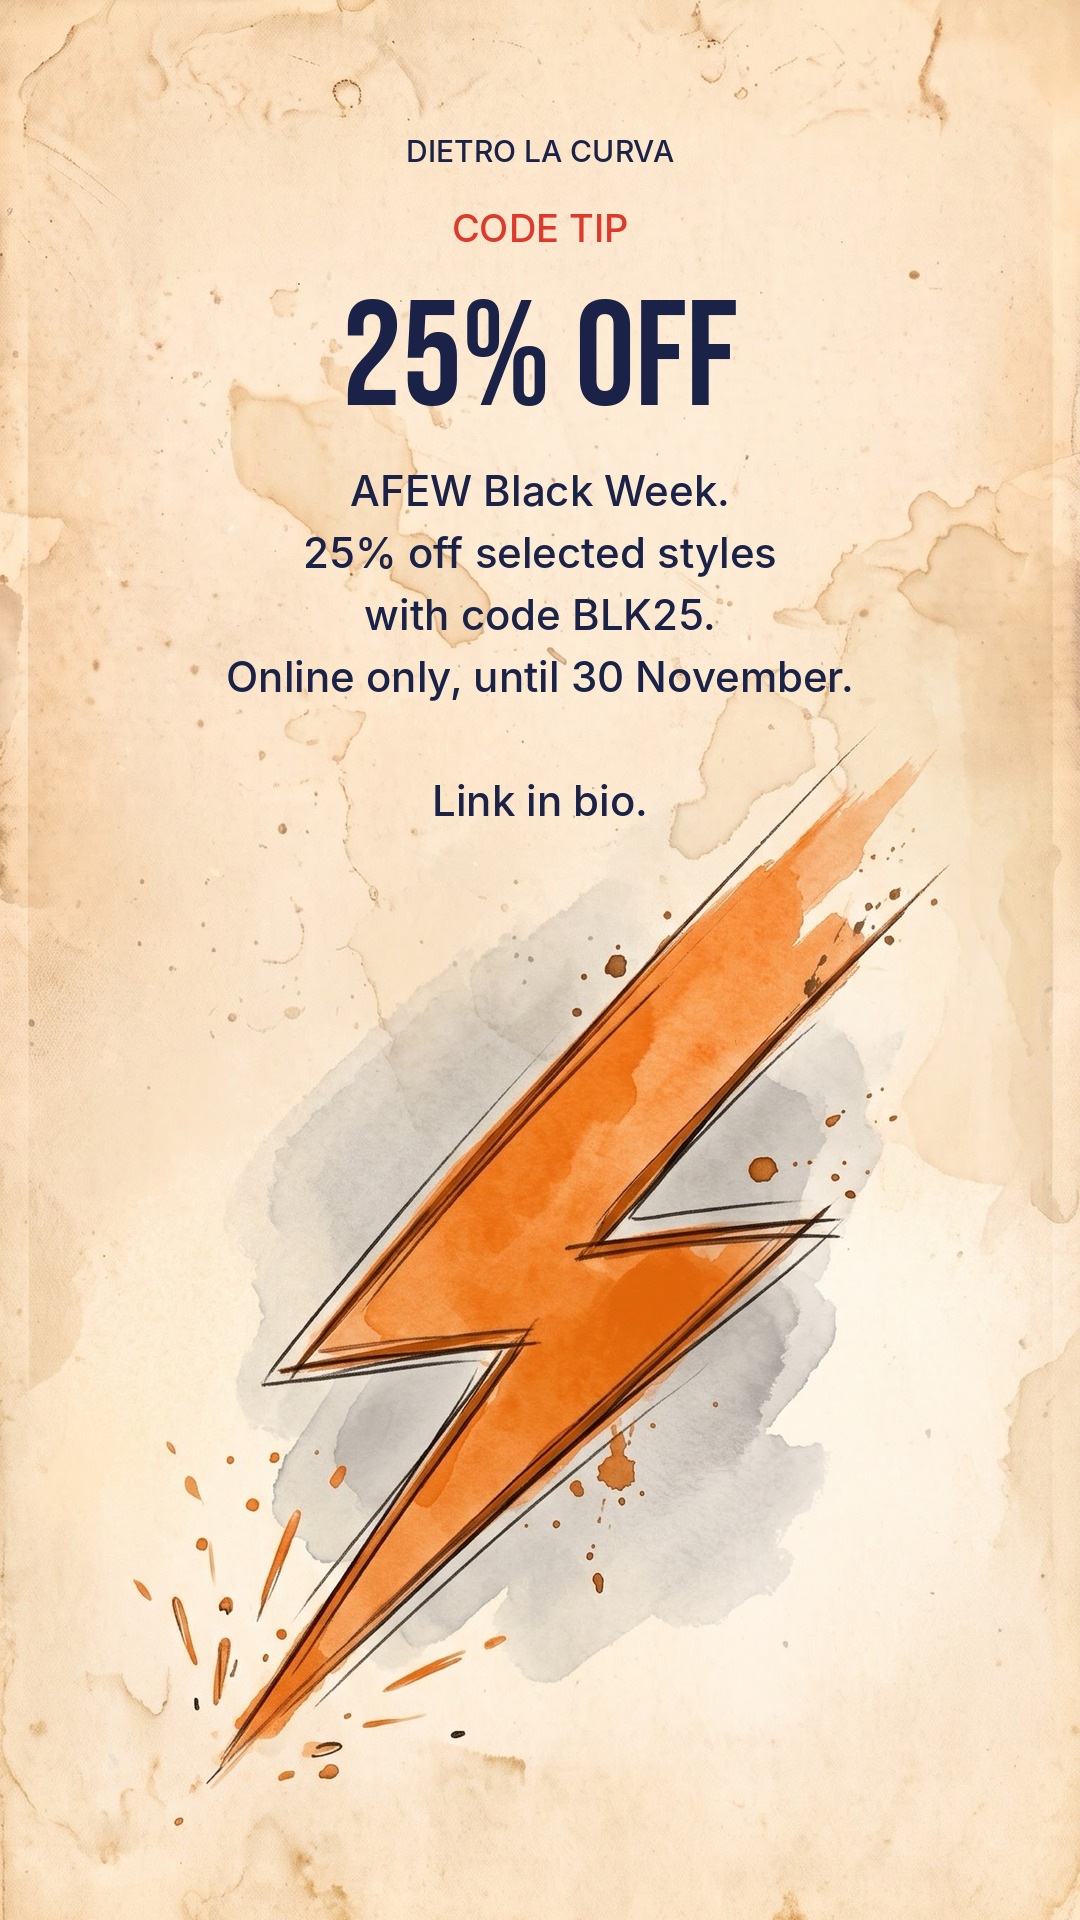 DIETRO LA CURVA
CODE TIP
25% OFF
AFEW Black Week.
25% off selected styles
with code BLK25.
Online only, until 30 November.
Link in bio.